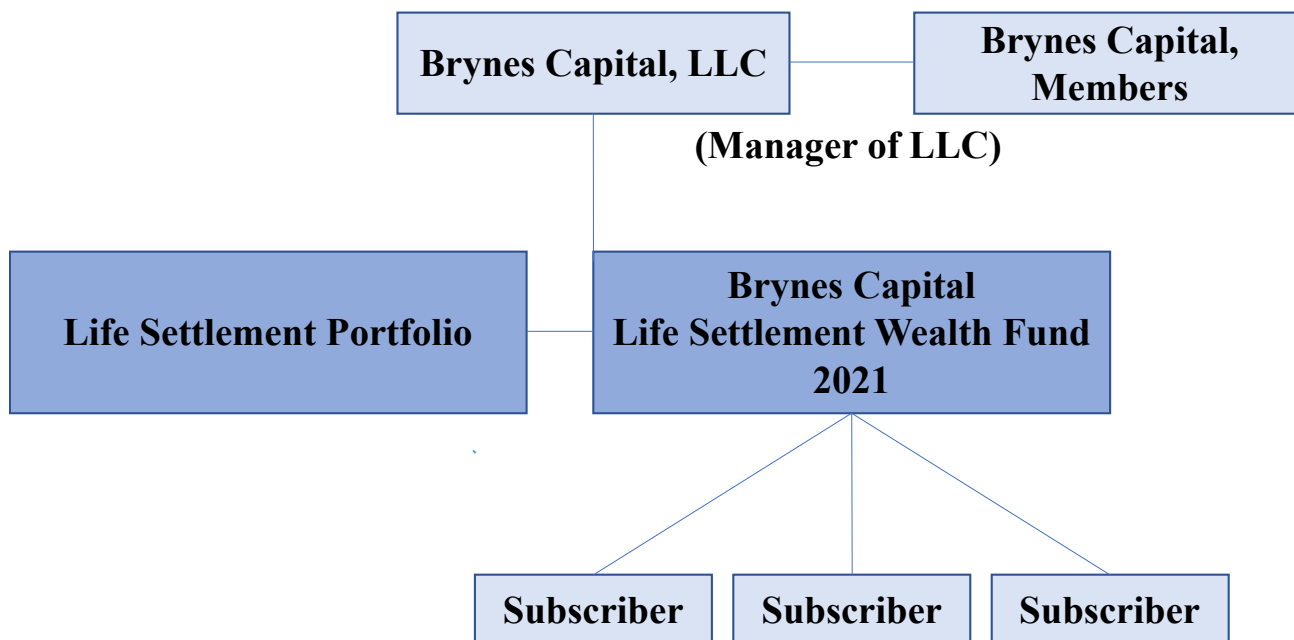 Brynes Capital, LLC
Brynes Capital,
Members
(Manager of LLC)
Life Settlement Portfolio
Brynes Capital
Life Settlement Wealth Fund
2021
Subscriber
Subscriber
Subscriber